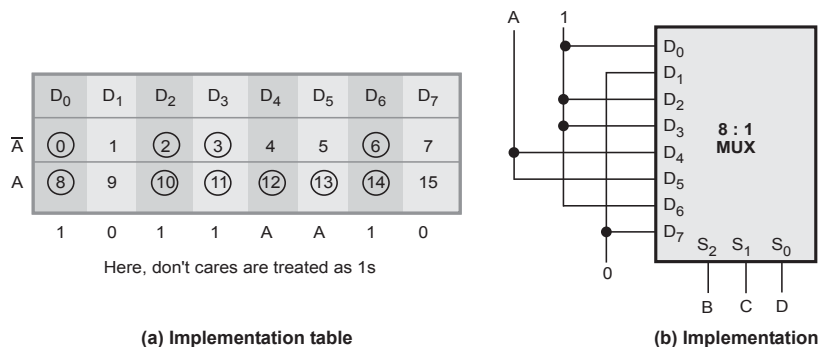 D0 D1 D2 D3 D4 D5 D6 D7
A̅ 0 1 2 3 4 5 6 7
A 8 9 10 11 12 13 14 15
1 0 1 1 A A 1 0
Here, don't cares are treated as 1s
(a) Implementation table
A 1
D0
D1
D2
D3
D4
D5
D6
D7
8 : 1
MUX
S2 S1 S0
0
B C D
(b) Implementation